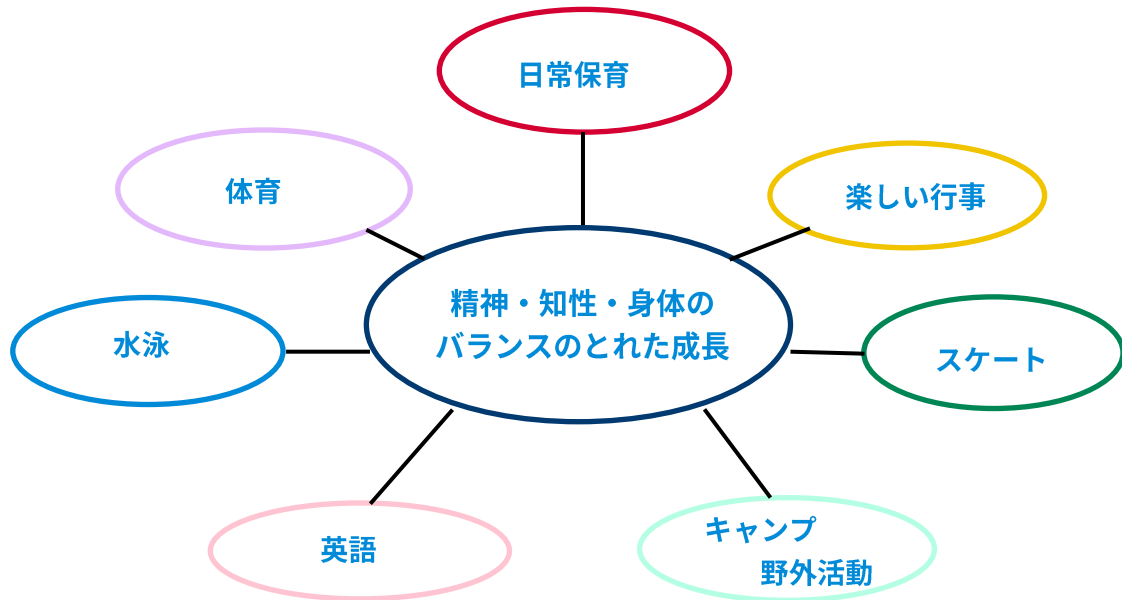 日常保育
体育
楽しい行事
精神・知性・身体の
バランスのとれた成長
水泳
スケート
英語
キャンプ
野外活動